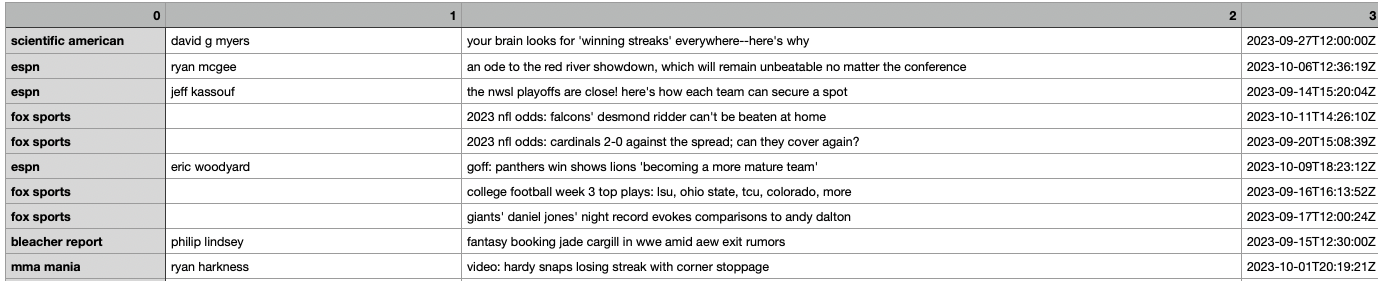 0 1 2 3
scientific american david g myers your brain looks for 'winning streaks' everywhere--here's why 2023-09-27T12:00:00Z
espn ryan mcgee an ode to the red river showdown, which will remain unbeatable no matter the conference 2023-10-06T12:36:19Z
espn jeff kassouf the nwsl playoffs are close! here's how each team can secure a spot 2023-09-14T15:20:04Z
fox sports 2023 nfl odds: falcons' desmond ridder can't be beaten at home 2023-10-11T14:26:10Z
fox sports 2023 nfl odds: cardinals 2-0 against the spread; can they cover again? 2023-09-20T15:08:39Z
espn eric woodyard goff: panthers win shows lions 'becoming a more mature team' 2023-10-09T18:23:12Z
fox sports college football week 3 top plays: lsu, ohio state, tcu, colorado, more 2023-09-16T16:13:52Z
fox sports giants' daniel jones' night record evokes comparisons to andy dalton 2023-09-17T12:00:24Z
bleacher report philip lindsey fantasy booking jade cargill in wwe amid aew exit rumors 2023-09-15T12:30:00Z
mma mania ryan harkness video: hardy snaps losing streak with corner stoppage 2023-10-01T20:19:21Z